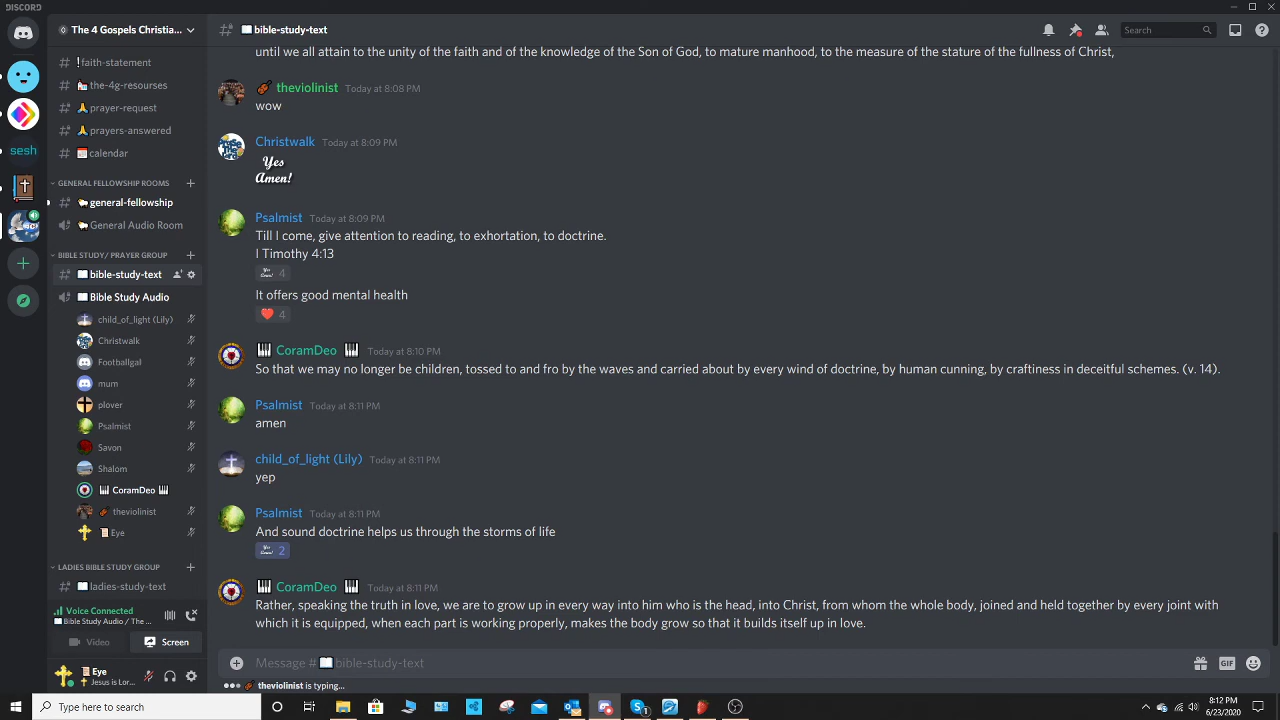 DISCORD
The 4 Gospels Christia...
# bible-study-text
Search
# !faith-statement
# the-4g-resourses
# prayer-request
# prayers-answered
# calendar
GENERAL FELLOWSHIP ROOMS
# general-fellowship
General Audio Room
BIBLE STUDY/ PRAYER GROUP
# bible-study-text
Bible Study Audio
child_of_light (Lily)
Christwalk
Footballgal
mum
plover
Psalmist
Savon
Shalom
CoramDeo
theviolinist
Eye
LADIES BIBLE STUDY GROUP
# ladies-study-text
Voice Connected
Bible Study Audio / The ...
Video
Screen
Eye
Jesus is Lor...
sesh
until we all attain to the unity of the faith and of the knowledge of the Son of God, to mature manhood, to the measure of the stature of the fullness of Christ,
theviolinist Today at 8:08 PM
wow
Christwalk Today at 8:09 PM
Yes
Amen!
Psalmist Today at 8:09 PM
Till I come, give attention to reading, to exhortation, to doctrine.
I Timothy 4:13
Yes Amen! 4
It offers good mental health
4
CoramDeo Today at 8:10 PM
So that we may no longer be children, tossed to and fro by the waves and carried about by every wind of doctrine, by human cunning, by craftiness in deceitful schemes. (v. 14).
Psalmist Today at 8:11 PM
amen
child_of_light (Lily) Today at 8:11 PM
yep
Psalmist Today at 8:11 PM
And sound doctrine helps us through the storms of life
Yes Amen! 2
CoramDeo Today at 8:11 PM
Rather, speaking the truth in love, we are to grow up in every way into him who is the head, into Christ, from whom the whole body, joined and held together by every joint with
which it is equipped, when each part is working properly, makes the body grow so that it builds itself up in love.
Message # bible-study-text
GIF
theviolinist is typing...
Type here to search
8:12 PM
6/23/2020